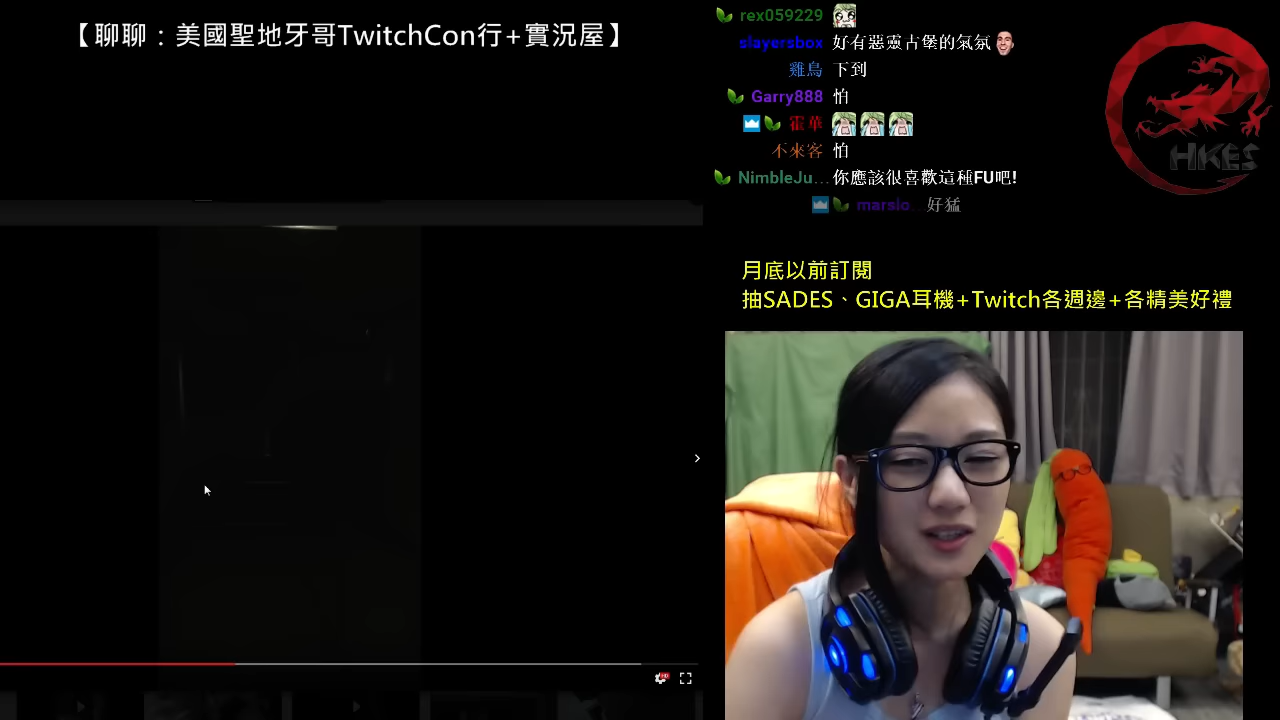 【聊聊：美國聖地牙哥TwitchCon行+實況屋】
rex059229
slayersbox 好有惡靈古堡的氣氛
雞鳥 下到
Garry888 怕
霍華
不來客 怕
NimbleJu... 你應該很喜歡這種FU吧!
marslo... 好猛
HKES
月底以前訂閱
抽SADES、GIGA耳機+Twitch各週邊+各精美好禮